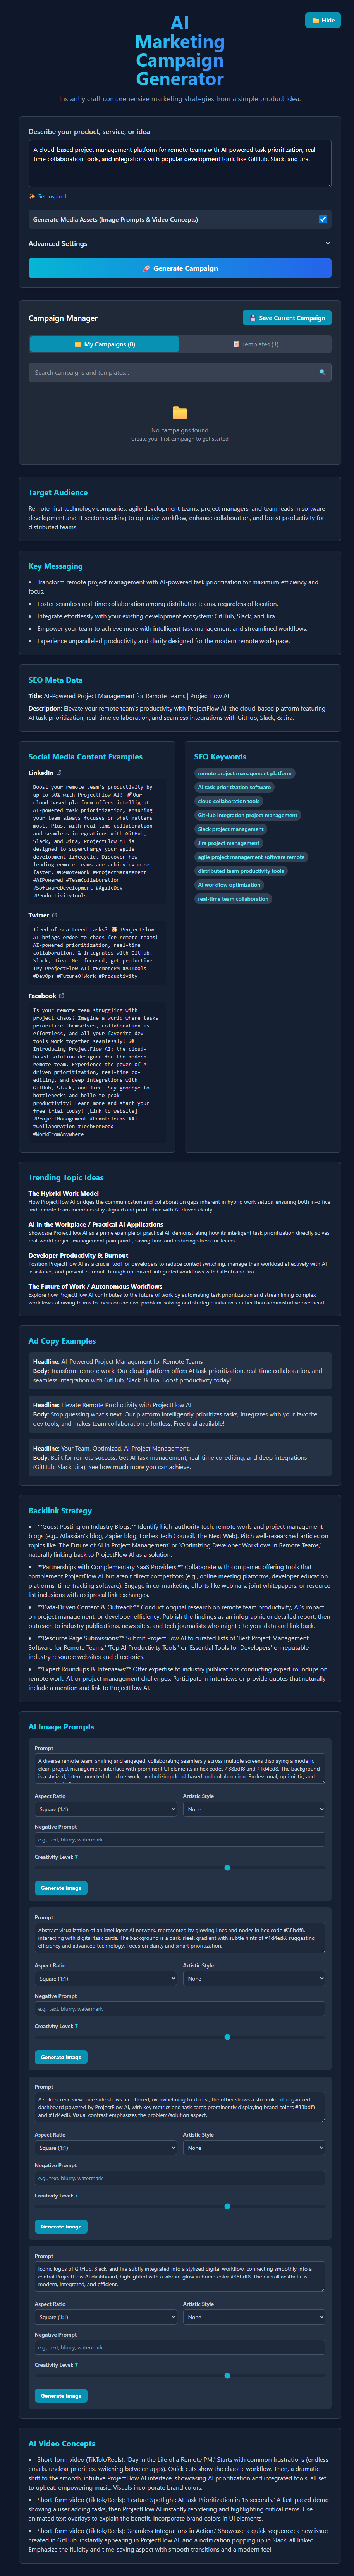 AI
Marketing
Campaign
Generator
📁 Hide
Instantly craft comprehensive marketing strategies from a simple product idea.
Describe your product, service, or idea
A cloud-based project management platform for remote teams with AI-powered task prioritization, real-
time collaboration tools, and integrations with popular development tools like GitHub, Slack, and Jira.
✨ Get Inspired
Generate Media Assets (Image Prompts & Video Concepts)
Advanced Settings
🚀 Generate Campaign
Campaign Manager
💾 Save Current Campaign
📁 My Campaigns (0)
📋 Templates (3)
Search campaigns and templates...
No campaigns found
Create your first campaign to get started
Target Audience
Remote-first technology companies, agile development teams, project managers, and team leads in software
development and IT sectors seeking to optimize workflow, enhance collaboration, and boost productivity for
distributed teams.
Key Messaging
• Transform remote project management with AI-powered task prioritization for maximum efficiency and
focus.
• Foster seamless real-time collaboration among distributed teams, regardless of location.
• Integrate effortlessly with your existing development ecosystem: GitHub, Slack, and Jira.
• Empower your team to achieve more with intelligent task management and streamlined workflows.
• Experience unparalleled productivity and clarity designed for the modern remote workspace.
SEO Meta Data
Title: AI-Powered Project Management for Remote Teams | ProjectFlow AI
Description: Elevate your remote team's productivity with ProjectFlow AI: the cloud-based platform featuring
AI task prioritization, real-time collaboration, and seamless integrations with GitHub, Slack, & Jira.
Social Media Content Examples
LinkedIn
Boost your remote team's productivity by
up to 30% with ProjectFlow AI! 🚀Our
cloud-based platform offers intelligent
AI-powered task prioritization, ensuring
your team always focuses on what matters
most. Plus, with real-time collaboration
and seamless integrations with GitHub,
Slack, and Jira, ProjectFlow AI is
designed to supercharge your agile
development lifecycle. Discover how
leading remote teams are achieving more,
faster. #RemoteWork #ProjectManagement
#AIPowered #TeamCollaboration
#SoftwareDevelopment #AgileDev
#ProductivityTools
Twitter
Tired of scattered tasks? 🤯 ProjectFlow
AI brings order to chaos for remote teams!
AI-powered prioritization, real-time
collaboration, & integrates with GitHub,
Slack, Jira. Get focused, get productive.
Try ProjectFlow AI! #RemotePM #AITools
#DevOps #FutureOfWork #Productivity
Facebook
Is your remote team struggling with
project chaos? Imagine a world where tasks
prioritize themselves, collaboration is
effortless, and all your favorite dev
tools work together seamlessly! ✨
Introducing ProjectFlow AI: the cloud-
based solution designed for the modern
remote team. Experience the power of AI-
driven prioritization, real-time co-
editing, and deep integrations with
GitHub, Slack, and Jira. Say goodbye to
bottlenecks and hello to peak
productivity! Learn more and start your
free trial today! [Link to website]
#ProjectManagement #RemoteTeams #AI
#Collaboration #TechForGood
#WorkFromAnywhere
SEO Keywords
remote project management platform
AI task prioritization software
cloud collaboration tools
GitHub integration project management
Slack project management
Jira project management
agile project management software remote
distributed team productivity tools
AI workflow optimization
real-time team collaboration
Trending Topic Ideas
The Hybrid Work Model
How ProjectFlow AI bridges the communication and collaboration gaps inherent in hybrid work setups, ensuring both in-office
and remote team members stay aligned and productive with AI-driven clarity.
AI in the Workplace / Practical AI Applications
Showcase ProjectFlow AI as a prime example of practical AI, demonstrating how its intelligent task prioritization directly solves
real-world project management pain points, saving time and reducing stress for teams.
Developer Productivity & Burnout
Position ProjectFlow AI as a crucial tool for developers to reduce context switching, manage their workload effectively with AI
assistance, and prevent burnout through optimized, integrated workflows with GitHub and Jira.
The Future of Work / Autonomous Workflows
Explore how ProjectFlow AI contributes to the future of work by automating task prioritization and streamlining complex
workflows, allowing teams to focus on creative problem-solving and strategic initiatives rather than administrative overhead.
Ad Copy Examples
Headline: AI-Powered Project Management for Remote Teams
Body: Transform remote work. Our cloud platform offers AI task prioritization, real-time collaboration, and
seamless integration with GitHub, Slack, & Jira. Boost productivity today!
Headline: Elevate Remote Productivity with ProjectFlow AI
Body: Stop guessing what's next. Our platform intelligently prioritizes tasks, integrates with your favorite
dev tools, and makes team collaboration effortless. Free trial available!
Headline: Your Team, Optimized. AI Project Management.
Body: Built for remote success. Get AI task management, real-time co-editing, and deep integrations
(GitHub, Slack, Jira). See how much more you can achieve.
Backlink Strategy
• **Guest Posting on Industry Blogs:** Identify high-authority tech, remote work, and project management
blogs (e.g., Atlassian's blog, Zapier blog, Forbes Tech Council, The Next Web). Pitch well-researched articles on
topics like 'The Future of AI in Project Management' or 'Optimizing Developer Workflows in Remote Teams,'
naturally linking back to ProjectFlow AI as a solution.
• **Partnerships with Complementary SaaS Providers:** Collaborate with companies offering tools that
complement ProjectFlow AI but aren't direct competitors (e.g., online meeting platforms, developer education
platforms, time-tracking software). Engage in co-marketing efforts like webinars, joint whitepapers, or resource
list inclusions with reciprocal link exchanges.
• **Data-Driven Content & Outreach:** Conduct original research on remote team productivity, AI's impact on
project management, or developer efficiency. Publish the findings as an infographic or detailed report, then
outreach to industry publications, news sites, and tech journalists who might cite your data and link back.
• **Resource Page Submissions:** Submit ProjectFlow AI to curated lists of 'Best Project Management
Software for Remote Teams,' 'Top AI Productivity Tools,' or 'Essential Tools for Developers' on reputable
industry resource websites and directories.
• **Expert Roundups & Interviews:** Offer expertise to industry publications conducting expert roundups on
remote work, AI, or project management challenges. Participate in interviews or provide quotes that naturally
include a mention and link to ProjectFlow AI.
AI Image Prompts
Prompt
A diverse remote team, smiling and engaged, collaborating seamlessly across multiple screens displaying a modern,
clean project management interface with prominent UI elements in hex codes #38bdf8 and #1d4ed8. The background
is a stylized, interconnected cloud network, symbolizing cloud-based and collaboration. Professional, optimistic, and
Aspect Ratio
Artistic Style
Square (1:1)
None
Negative Prompt
e.g., text, blurry, watermark
Creativity Level: 7
Generate Image
Prompt
Abstract visualization of an intelligent AI network, represented by glowing lines and nodes in hex code #38bdf8,
interacting with digital task cards. The background is a dark, sleek gradient with subtle hints of #1d4ed8, suggesting
efficiency and advanced technology. Focus on clarity and smart prioritization.
Aspect Ratio
Artistic Style
Square (1:1)
None
Negative Prompt
e.g., text, blurry, watermark
Creativity Level: 7
Generate Image
Prompt
A split-screen view: one side shows a cluttered, overwhelming to-do list, the other shows a streamlined, organized
dashboard powered by ProjectFlow AI, with key metrics and task cards prominently displaying brand colors #38bdf8
and #1d4ed8. Visual contrast emphasizes the problem/solution aspect.
Aspect Ratio
Artistic Style
Square (1:1)
None
Negative Prompt
e.g., text, blurry, watermark
Creativity Level: 7
Generate Image
Prompt
Iconic logos of GitHub, Slack, and Jira subtly integrated into a stylized digital workflow, connecting smoothly into a
central ProjectFlow AI dashboard, highlighted with a vibrant glow in brand color #38bdf8. The overall aesthetic is
modern, integrated, and efficient.
Aspect Ratio
Artistic Style
Square (1:1)
None
Negative Prompt
e.g., text, blurry, watermark
Creativity Level: 7
Generate Image
AI Video Concepts
• Short-form video (TikTok/Reels): 'Day in the Life of a Remote PM.' Starts with common frustrations (endless
emails, unclear priorities, switching between apps). Quick cuts show the chaotic workflow. Then, a dramatic
shift to the smooth, intuitive ProjectFlow AI interface, showcasing AI prioritization and integrated tools, all set
to upbeat, empowering music. Visuals incorporate brand colors.
• Short-form video (TikTok/Reels): 'Feature Spotlight: AI Task Prioritization in 15 seconds.' A fast-paced demo
showing a user adding tasks, then ProjectFlow AI instantly reordering and highlighting critical items. Use
animated text overlays to explain the benefit. Incorporate brand colors in UI elements.
• Short-form video (TikTok/Reels): 'Seamless Integrations in Action.' Showcase a quick sequence: a new issue
created in GitHub, instantly appearing in ProjectFlow AI, and a notification popping up in Slack, all linked.
Emphasize the fluidity and time-saving aspect with smooth transitions and a modern feel.